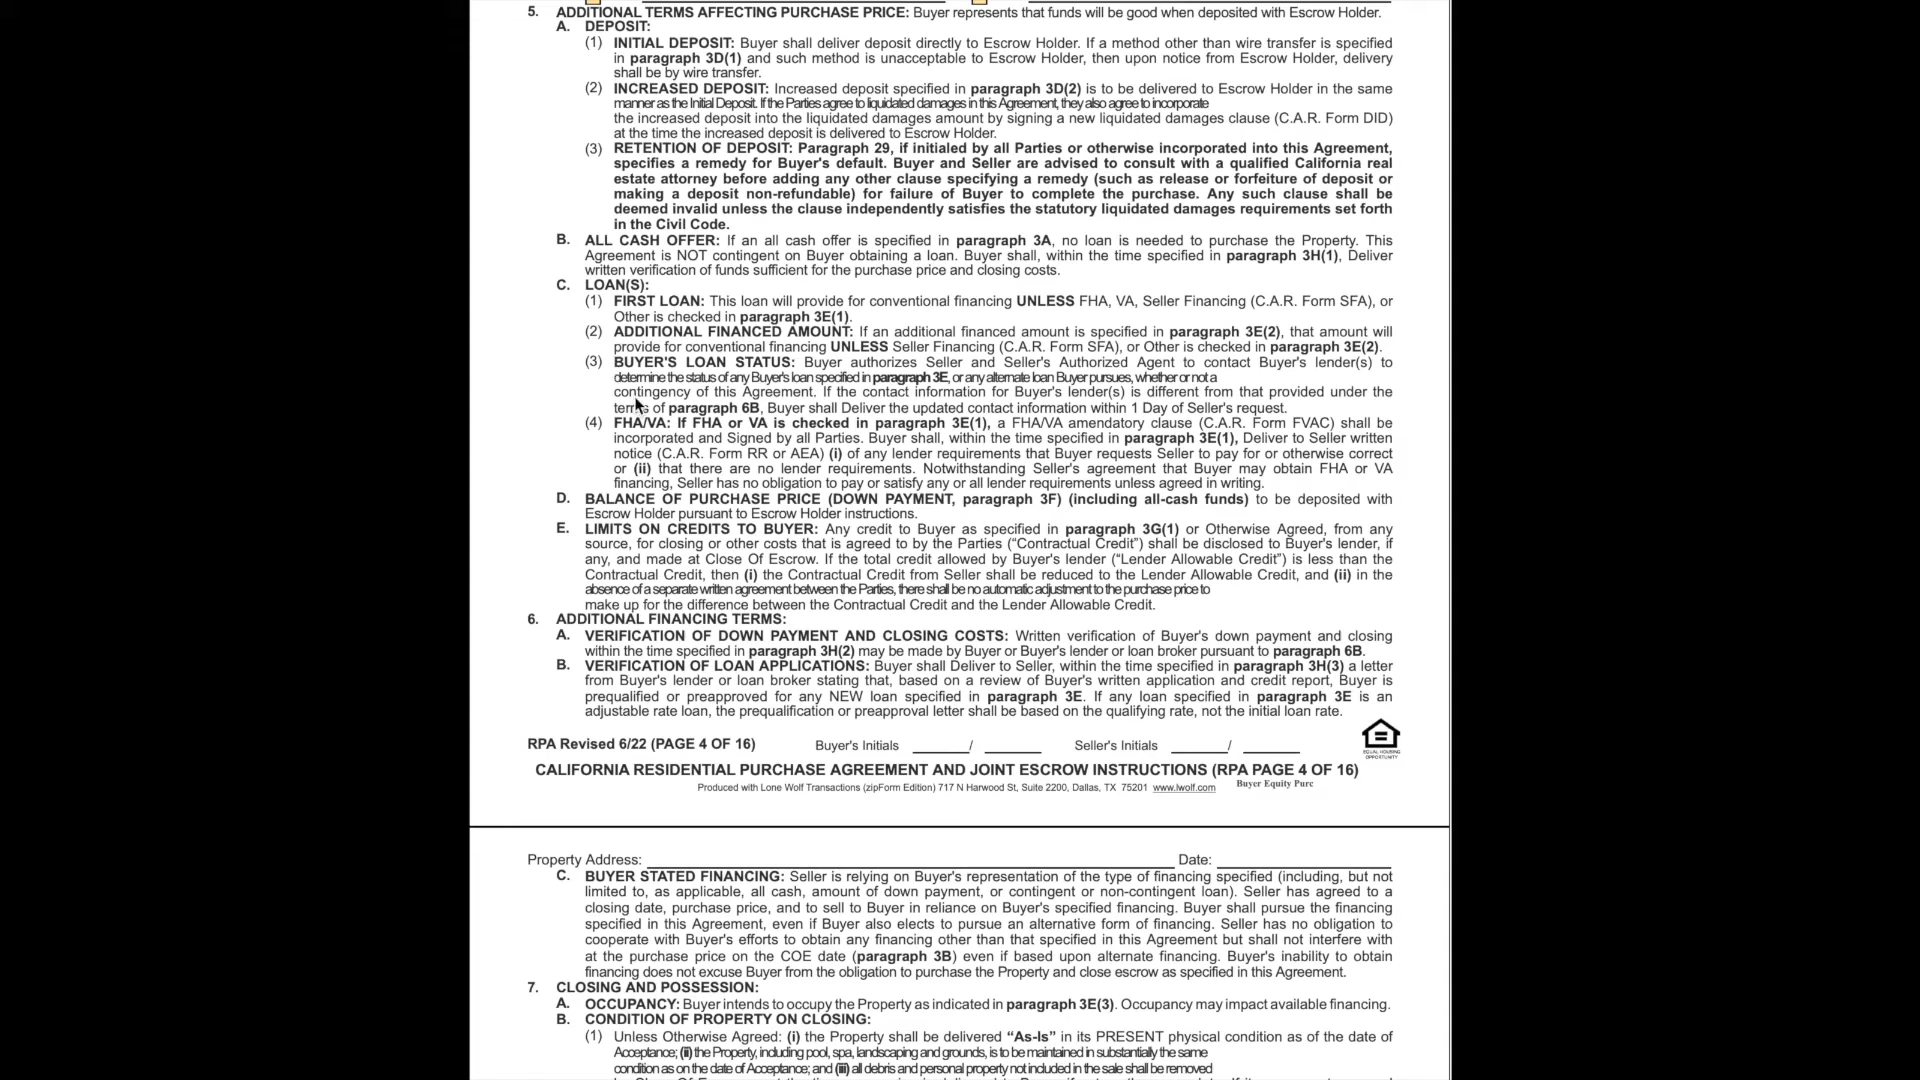 5. ADDITIONAL TERMS AFFECTING PURCHASE PRICE: Buyer represents that funds will be good when deposited with Escrow Holder.
A. DEPOSIT:
(1) INITIAL DEPOSIT: Buyer shall deliver deposit directly to Escrow Holder. If a method other than wire transfer is specified
in paragraph 3D(1) and such method is unacceptable to Escrow Holder, then upon notice from Escrow Holder, delivery
shall be by wire transfer.
(2) INCREASED DEPOSIT: Increased deposit specified in paragraph 3D(2) is to be delivered to Escrow Holder in the same
manner as the Initial Deposit. If the Parties agree to liquidated damages in this Agreement, they also agree to incorporate
the increased deposit into the liquidated damages amount by signing a new liquidated damages clause (C.A.R. Form DID)
at the time the increased deposit is delivered to Escrow Holder.
(3) RETENTION OF DEPOSIT: Paragraph 29, if initialed by all Parties or otherwise incorporated into this Agreement,
specifies a remedy for Buyer's default. Buyer and Seller are advised to consult with a qualified California real
estate attorney before adding any other clause specifying a remedy (such as release or forfeiture of deposit or
making a deposit non-refundable) for failure of Buyer to complete the purchase. Any such clause shall be
deemed invalid unless the clause independently satisfies the statutory liquidated damages requirements set forth
in the Civil Code.
B. ALL CASH OFFER: If an all cash offer is specified in paragraph 3A, no loan is needed to purchase the Property. This
Agreement is NOT contingent on Buyer obtaining a loan. Buyer shall, within the time specified in paragraph 3H(1), Deliver
written verification of funds sufficient for the purchase price and closing costs.
C. LOAN(S):
(1) FIRST LOAN: This loan will provide for conventional financing UNLESS FHA, VA, Seller Financing (C.A.R. Form SFA), or
Other is checked in paragraph 3E(1).
(2) ADDITIONAL FINANCED AMOUNT: If an additional financed amount is specified in paragraph 3E(2), that amount will
provide for conventional financing UNLESS Seller Financing (C.A.R. Form SFA), or Other is checked in paragraph 3E(2).
(3) BUYER'S LOAN STATUS: Buyer authorizes Seller and Seller's Authorized Agent to contact Buyer's lender(s) to
determine the status of any Buyer's loan specified in paragraph 3E, or any alternate loan Buyer pursues, whether or not a
contingency of this Agreement. If the contact information for Buyer's lender(s) is different from that provided under the
terms of paragraph 6B, Buyer shall Deliver the updated contact information within 1 Day of Seller's request.
(4) FHA/VA: If FHA or VA is checked in paragraph 3E(1), a FHA/VA amendatory clause (C.A.R. Form FVAC) shall be
incorporated and Signed by all Parties. Buyer shall, within the time specified in paragraph 3E(1), Deliver to Seller written
notice (C.A.R. Form RR or AEA) (i) of any lender requirements that Buyer requests Seller to pay for or otherwise correct
or (ii) that there are no lender requirements. Notwithstanding Seller's agreement that Buyer may obtain FHA or VA
financing, Seller has no obligation to pay or satisfy any or all lender requirements unless agreed in writing.
D. BALANCE OF PURCHASE PRICE (DOWN PAYMENT, paragraph 3F) (including all-cash funds) to be deposited with
Escrow Holder pursuant to Escrow Holder instructions.
E. LIMITS ON CREDITS TO BUYER: Any credit to Buyer as specified in paragraph 3G(1) or Otherwise Agreed, from any
source, for closing or other costs that is agreed to by the Parties (“Contractual Credit”) shall be disclosed to Buyer's lender, if
any, and made at Close Of Escrow. If the total credit allowed by Buyer's lender (“Lender Allowable Credit”) is less than the
Contractual Credit, then (i) the Contractual Credit from Seller shall be reduced to the Lender Allowable Credit, and (ii) in the
absence of a separate written agreement between the Parties, there shall be no automatic adjustment to the purchase price to
make up for the difference between the Contractual Credit and the Lender Allowable Credit.
6. ADDITIONAL FINANCING TERMS:
A. VERIFICATION OF DOWN PAYMENT AND CLOSING COSTS: Written verification of Buyer's down payment and closing
within the time specified in paragraph 3H(2) may be made by Buyer or Buyer's lender or loan broker pursuant to paragraph 6B.
B. VERIFICATION OF LOAN APPLICATIONS: Buyer shall Deliver to Seller, within the time specified in paragraph 3H(3) a letter
from Buyer's lender or loan broker stating that, based on a review of Buyer's written application and credit report, Buyer is
prequalified or preapproved for any NEW loan specified in paragraph 3E. If any loan specified in paragraph 3E is an
adjustable rate loan, the prequalification or preapproval letter shall be based on the qualifying rate, not the initial loan rate.
RPA Revised 6/22 (PAGE 4 OF 16) Buyer's Initials ______/ ______ Seller's Initials ______/ ______
EQUAL HOUSING
OPPORTUNITY
CALIFORNIA RESIDENTIAL PURCHASE AGREEMENT AND JOINT ESCROW INSTRUCTIONS (RPA PAGE 4 OF 16)
Produced with Lone Wolf Transactions (zipForm Edition) 717 N Harwood St, Suite 2200, Dallas, TX 75201 www.lwolf.com Buyer Equity Purc
Property Address: ______ Date: ______
C. BUYER STATED FINANCING: Seller is relying on Buyer's representation of the type of financing specified (including, but not
limited to, as applicable, all cash, amount of down payment, or contingent or non-contingent loan). Seller has agreed to a
closing date, purchase price, and to sell to Buyer in reliance on Buyer's specified financing. Buyer shall pursue the financing
specified in this Agreement, even if Buyer also elects to pursue an alternative form of financing. Seller has no obligation to
cooperate with Buyer's efforts to obtain any financing other than that specified in this Agreement but shall not interfere with
at the purchase price on the COE date (paragraph 3B) even if based upon alternate financing. Buyer's inability to obtain
financing does not excuse Buyer from the obligation to purchase the Property and close escrow as specified in this Agreement.
7. CLOSING AND POSSESSION:
A. OCCUPANCY: Buyer intends to occupy the Property as indicated in paragraph 3E(3). Occupancy may impact available financing.
B. CONDITION OF PROPERTY ON CLOSING:
(1) Unless Otherwise Agreed: (i) the Property shall be delivered “As-Is” in its PRESENT physical condition as of the date of
Acceptance; (ii) the Property, including pool, spa, landscaping and grounds, is to be maintained in substantially the same
condition as on the date of Acceptance; and (iii) all debris and personal property not included in the sale shall be removed